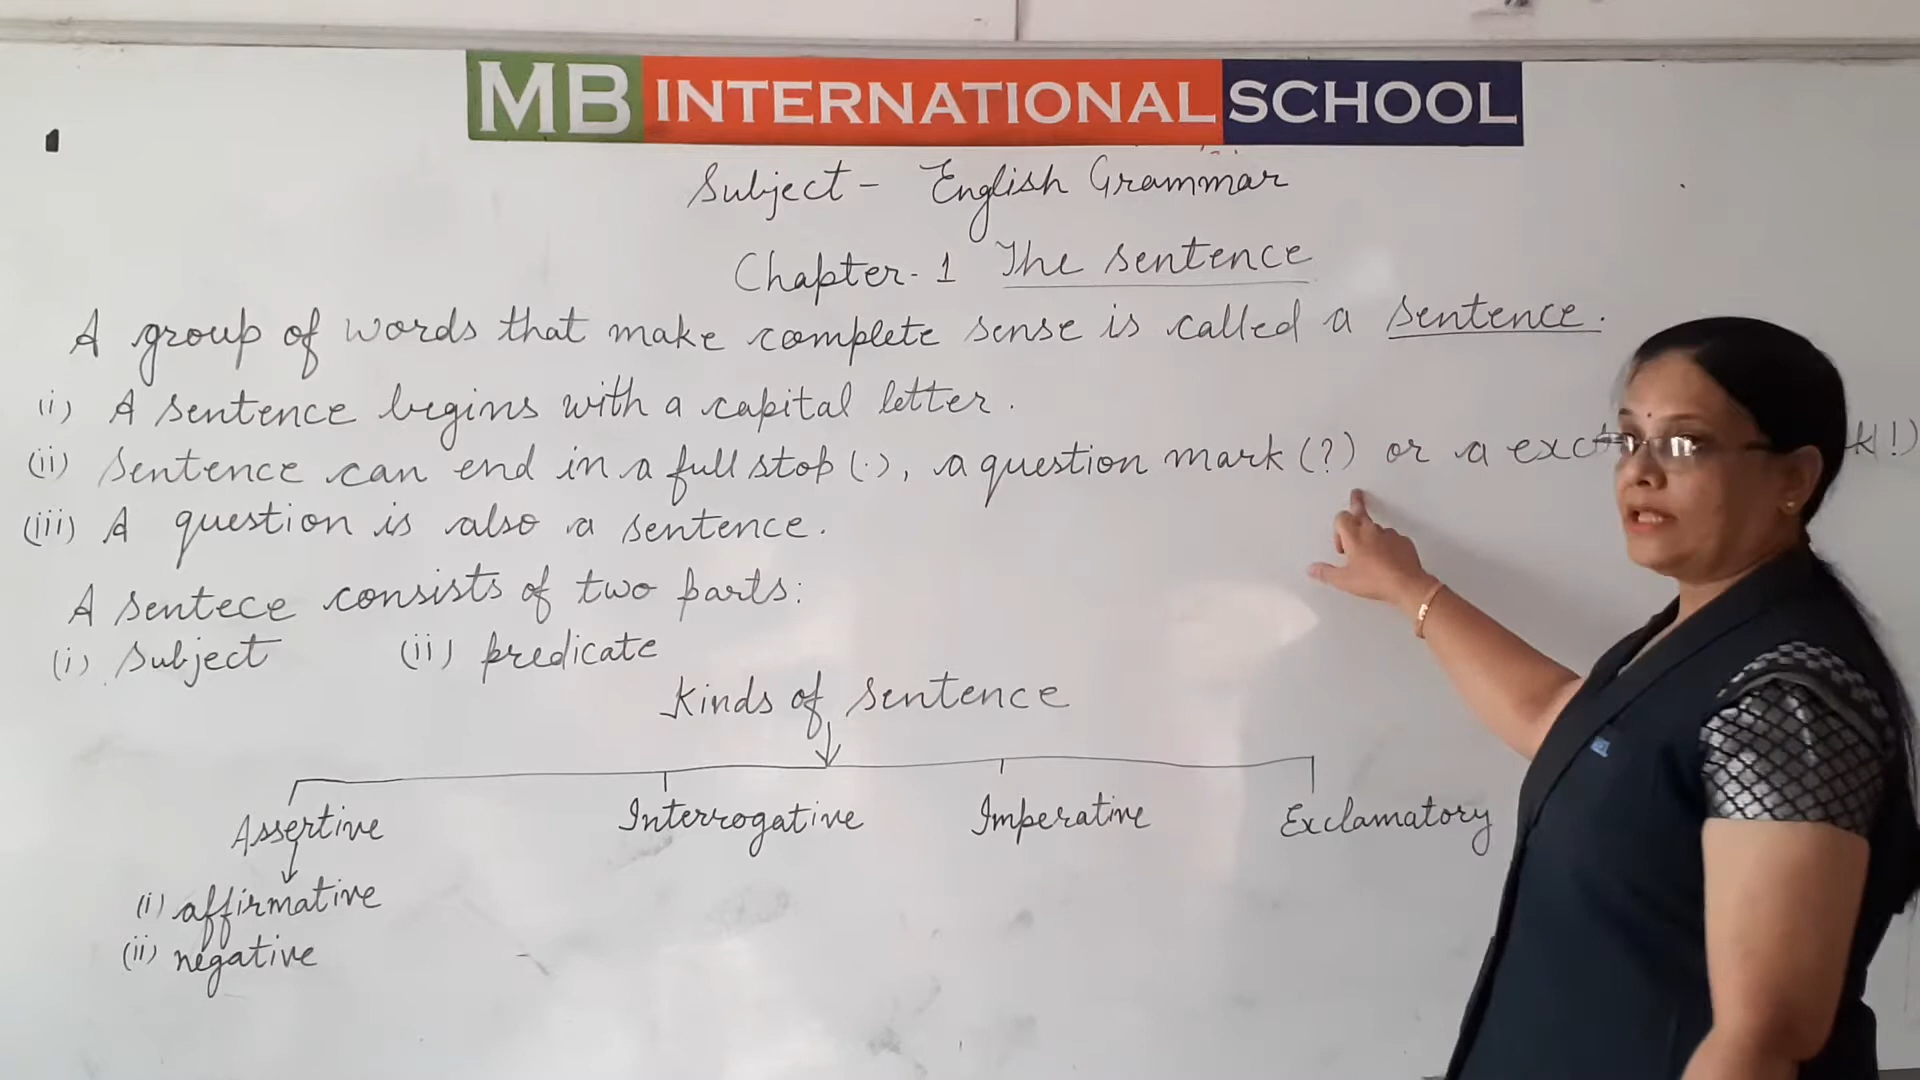 MB INTERNATIONAL SCHOOL
Subject - English Grammar
Chapter-1 The sentence
A group of words that make complete sense is called a sentence.
(i) A sentence begins with a capital letter.
(ii) Sentence can end in a full stop (.), a question mark (?) or a (!)
(iii) A question is also a sentence.
A sentece consists of two parts:
(i) Subject (ii) predicate
Kinds of sentence
Assertive Interrogative Imperative Exclamatory
(i) affirmative
(ii) negative